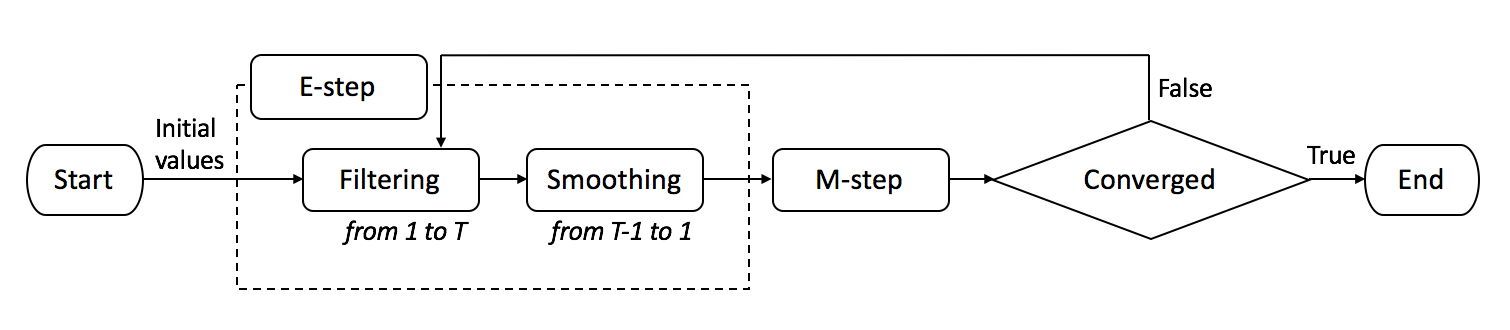 E-step
False
Initial
values
Start
Filtering
Smoothing
M-step
Converged
True
End
from 1 to T
from T-1 to 1